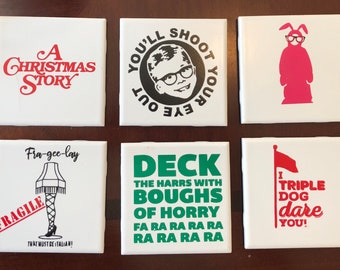 A
CHRISTMAS
STORY
YOU'LL SHOOT YOUR EYE OUT
Fra-gee-lay
FRAGILE
THAT MUST BE ITALIAN!
DECK
THE HARRS WITH
BOUGHS
OF HORRY
FA RA RA RA RA
RA RA RA RA
I
TRIPLE
DOG
dare
YOU!